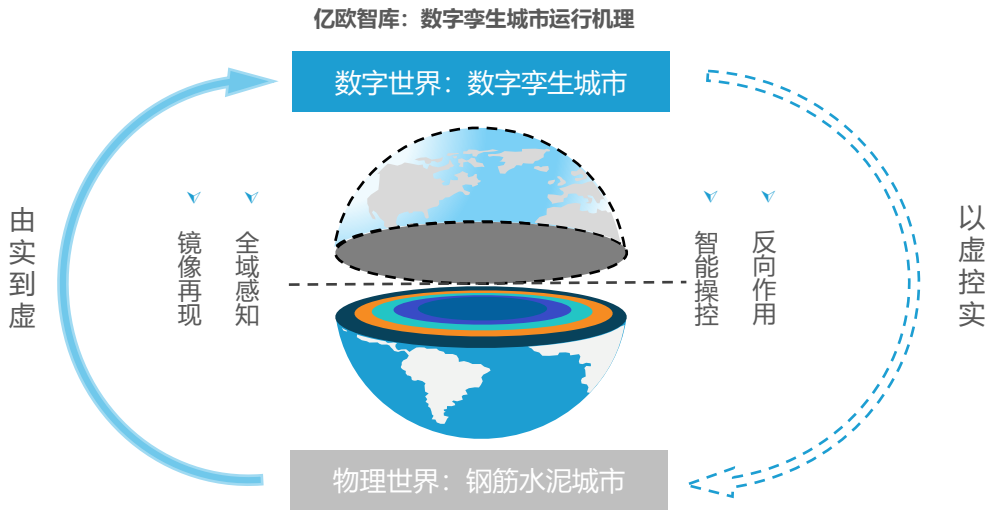 亿欧智库：数字孪生城市运行机理
数字世界：数字孪生城市
由实到虚
镜像再现
全域感知
智能操控
反向作用
以虚控实
物理世界：钢筋水泥城市